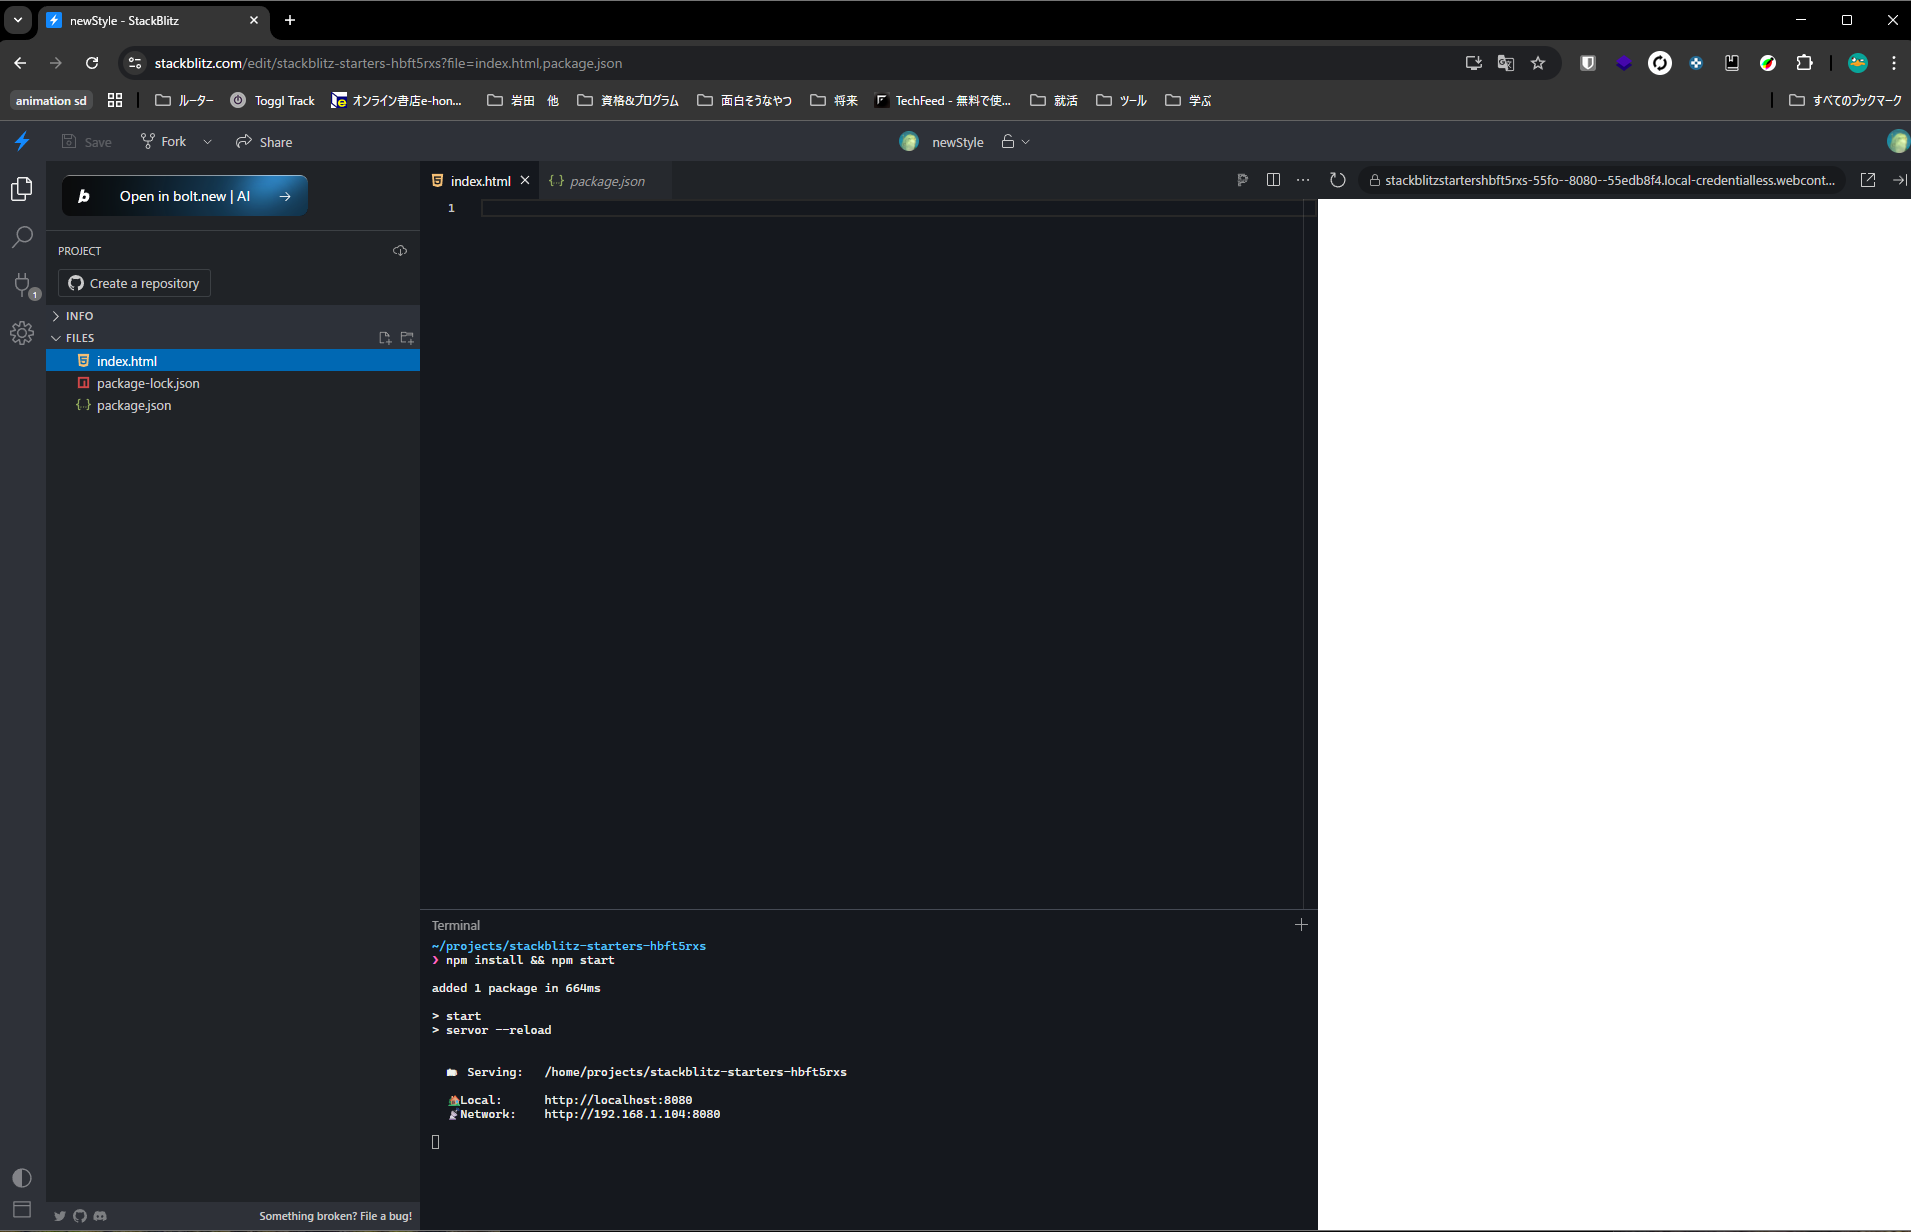 newStyle - StackBlitz
stackblitz.com/edit/stackblitz-starters-hbft5rxs?file=index.html,package.json
animation sd ルーター Toggl Track オンライン書店e-hon... 岩田 他 資格&プログラム 面白そうなやつ 将来 TechFeed - 無料で使... 就活 ツール 学ぶ すべてのブックマーク
Save Fork Share newStyle
b Open in bolt.new | AI →
index.html package.json
stackblitzstartershbft5rxs-55fo--8080--55edb8f4.local-credentialless.webcont...
1
PROJECT
Create a repository
1
INFO
FILES
index.html
package-lock.json
package.json
Terminal
~/projects/stackblitz-starters-hbft5rxs
❯ npm install && npm start
added 1 package in 664ms
> start
> servor --reload
Serving: /home/projects/stackblitz-starters-hbft5rxs
Local: http://localhost:8080
Network: http://192.168.1.104:8080
Something broken? File a bug!